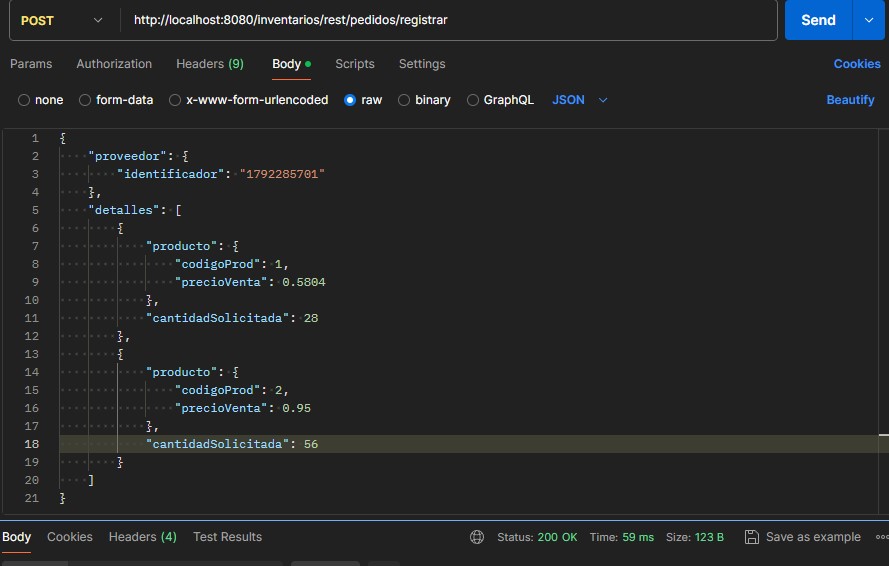 POST http://localhost:8080/inventarios/rest/pedidos/registrar Send
Params Authorization Headers (9) Body Scripts Settings Cookies
none form-data x-www-form-urlencoded raw binary GraphQL JSON Beautify
1 {
2 "proveedor": {
3 "identificador": "1792285701"
4 },
5 "detalles": [
6 {
7 "producto": {
8 "codigoProd": 1,
9 "precioVenta": 0.5804
10 },
11 "cantidadSolicitada": 28
12 },
13 {
14 "producto": {
15 "codigoProd": 2,
16 "precioVenta": 0.95
17 },
18 "cantidadSolicitada": 56
19 }
20 ]
21 }
Body Cookies Headers (4) Test Results Status: 200 OK Time: 59 ms Size: 123 B Save as example